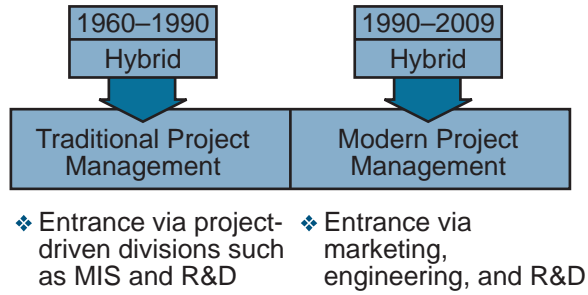 1960–1990
Hybrid
Traditional Project
Management
❖ Entrance via project-
driven divisions such
as MIS and R&D
1990–2009
Hybrid
Modern Project
Management
❖ Entrance via
marketing,
engineering, and R&D